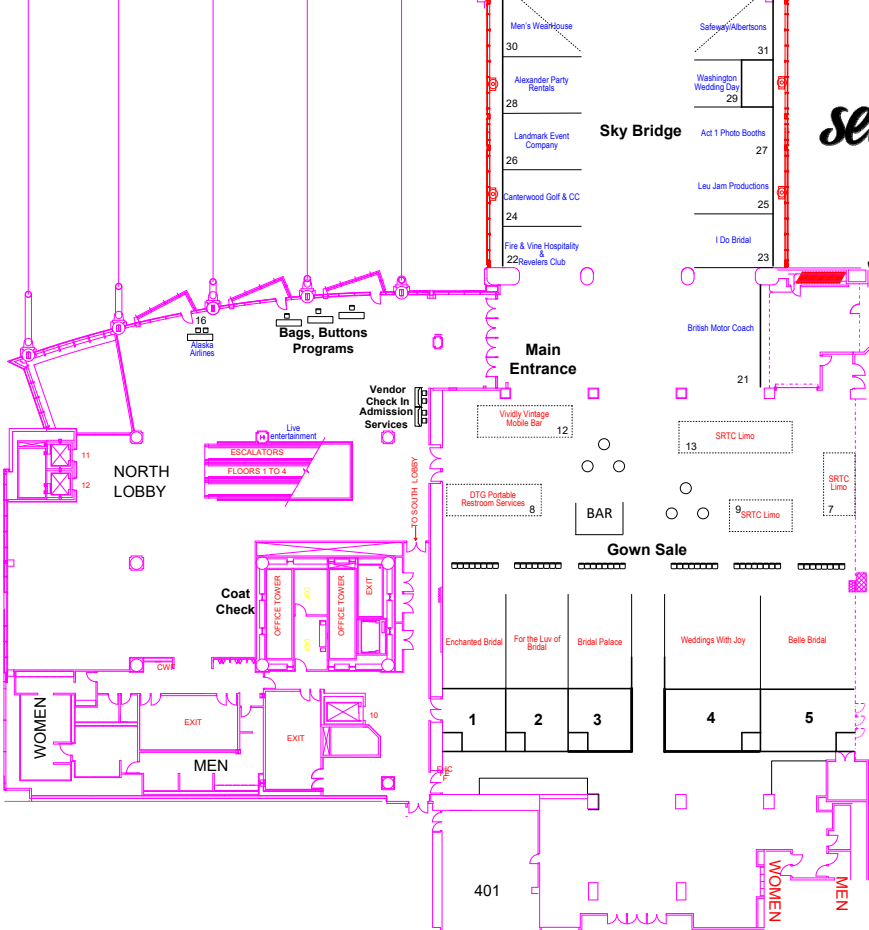 Men's WearHouse
30
Safeway/Albertsons
31
Alexander Party
Rentals
28
Washington
Wedding Day
29
Sky Bridge
Landmark Event
Company
26
Act 1 Photo Booths
27
Canterwood Golf & CC
24
Leu Jam Productions
25
Fire & Vine Hospitality
&
Revelers Club
22
I Do Bridal
23
16
Alaska
Airlines
Bags, Buttons
Programs
Main
Entrance
British Motor Coach
21
Vendor
Check In
Admission
Services
Vividly Vintage
Mobile Bar
12
SRTC Limo
13
Live
entertainment
ESCALATORS
FLOORS 1 TO 4
11
12
NORTH
LOBBY
TO SOUTH LOBBY
DTG Portable
Restroom Services
8
BAR
9
SRTC Limo
SRTC
Limo
7
Gown Sale
Coat
Check
OFFICE TOWER
OFFICE TOWER
EXIT
Enchanted Bridal
For the Luv of
Bridal
Bridal Palace
Weddings With Joy
Belle Bridal
1
2
3
4
5
WOMEN
EXIT
EXIT
10
MEN
401
WOMEN
MEN